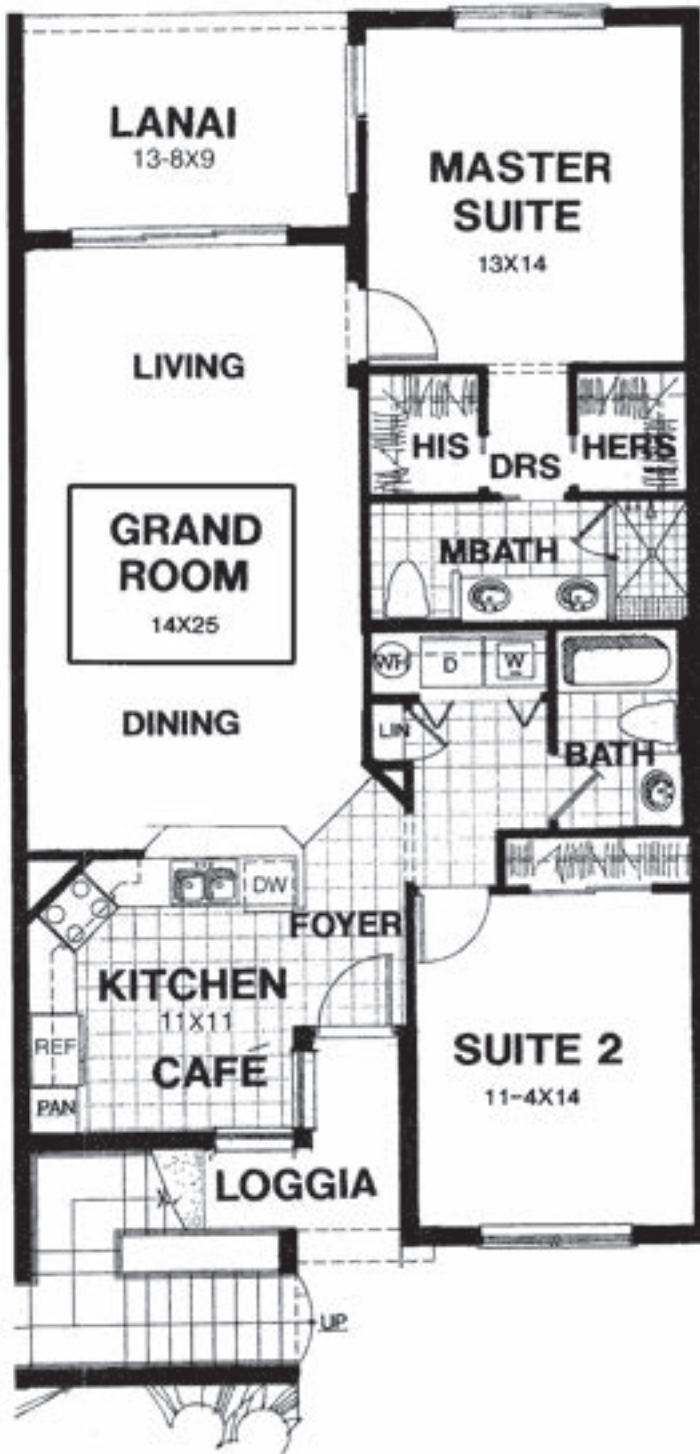 LANAI
13-8X9
MASTER
SUITE
13X14
LIVING
HIS
DRS
HERS
GRAND
ROOM
14X25
MBATH
WH
D
W
LIN
DINING
BATH
DW
FOYER
KITCHEN
11X11
REF
CAFÉ
PAN
SUITE 2
11-4X14
LOGGIA
UP